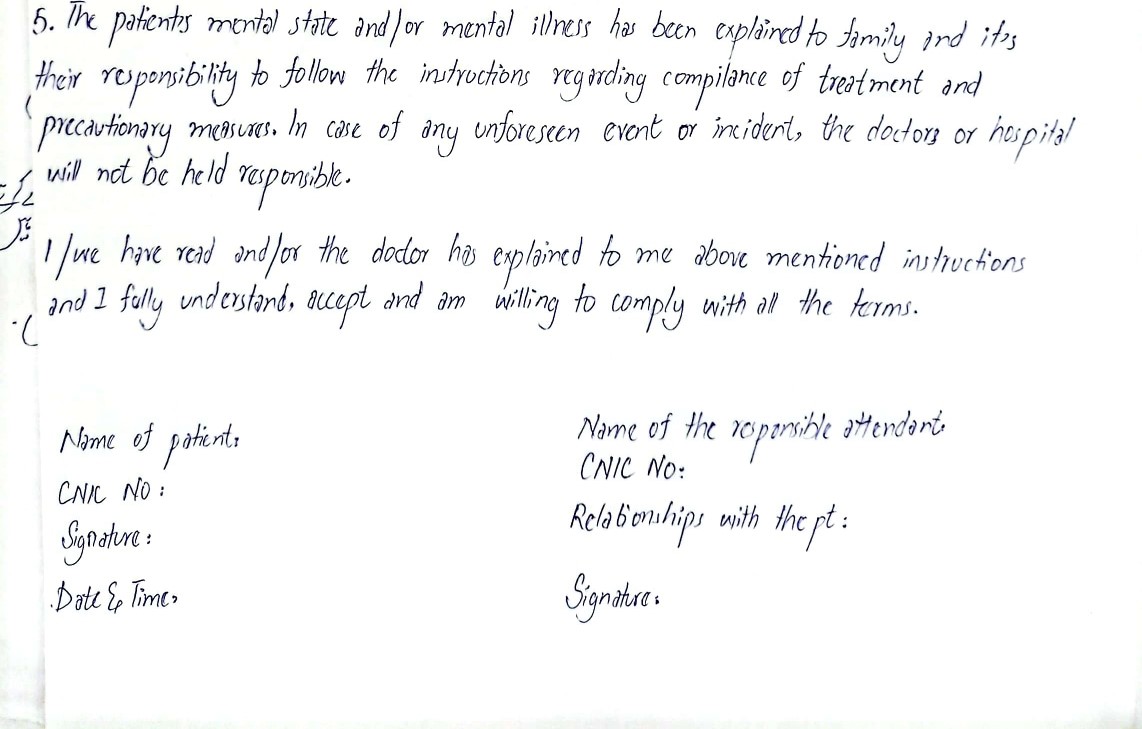 5. The patient's mental state and/or mental illness has been explained to family and it's
their responsibility to follow the instructions regarding compilance of treatment and
precautionary measures. In case of any unforeseen event or incident, the doctors or hospital
will not be held responsible.
I/we have read and/or the doctor has explained to me above mentioned instructions
and I fully understand, accept and am willing to comply with all the terms.
Name of patient:
CNIC NO:
Signature:
Date & Time:
Name of the responsible attendant:
CNIC No:
Relationships with the pt:
Signature: